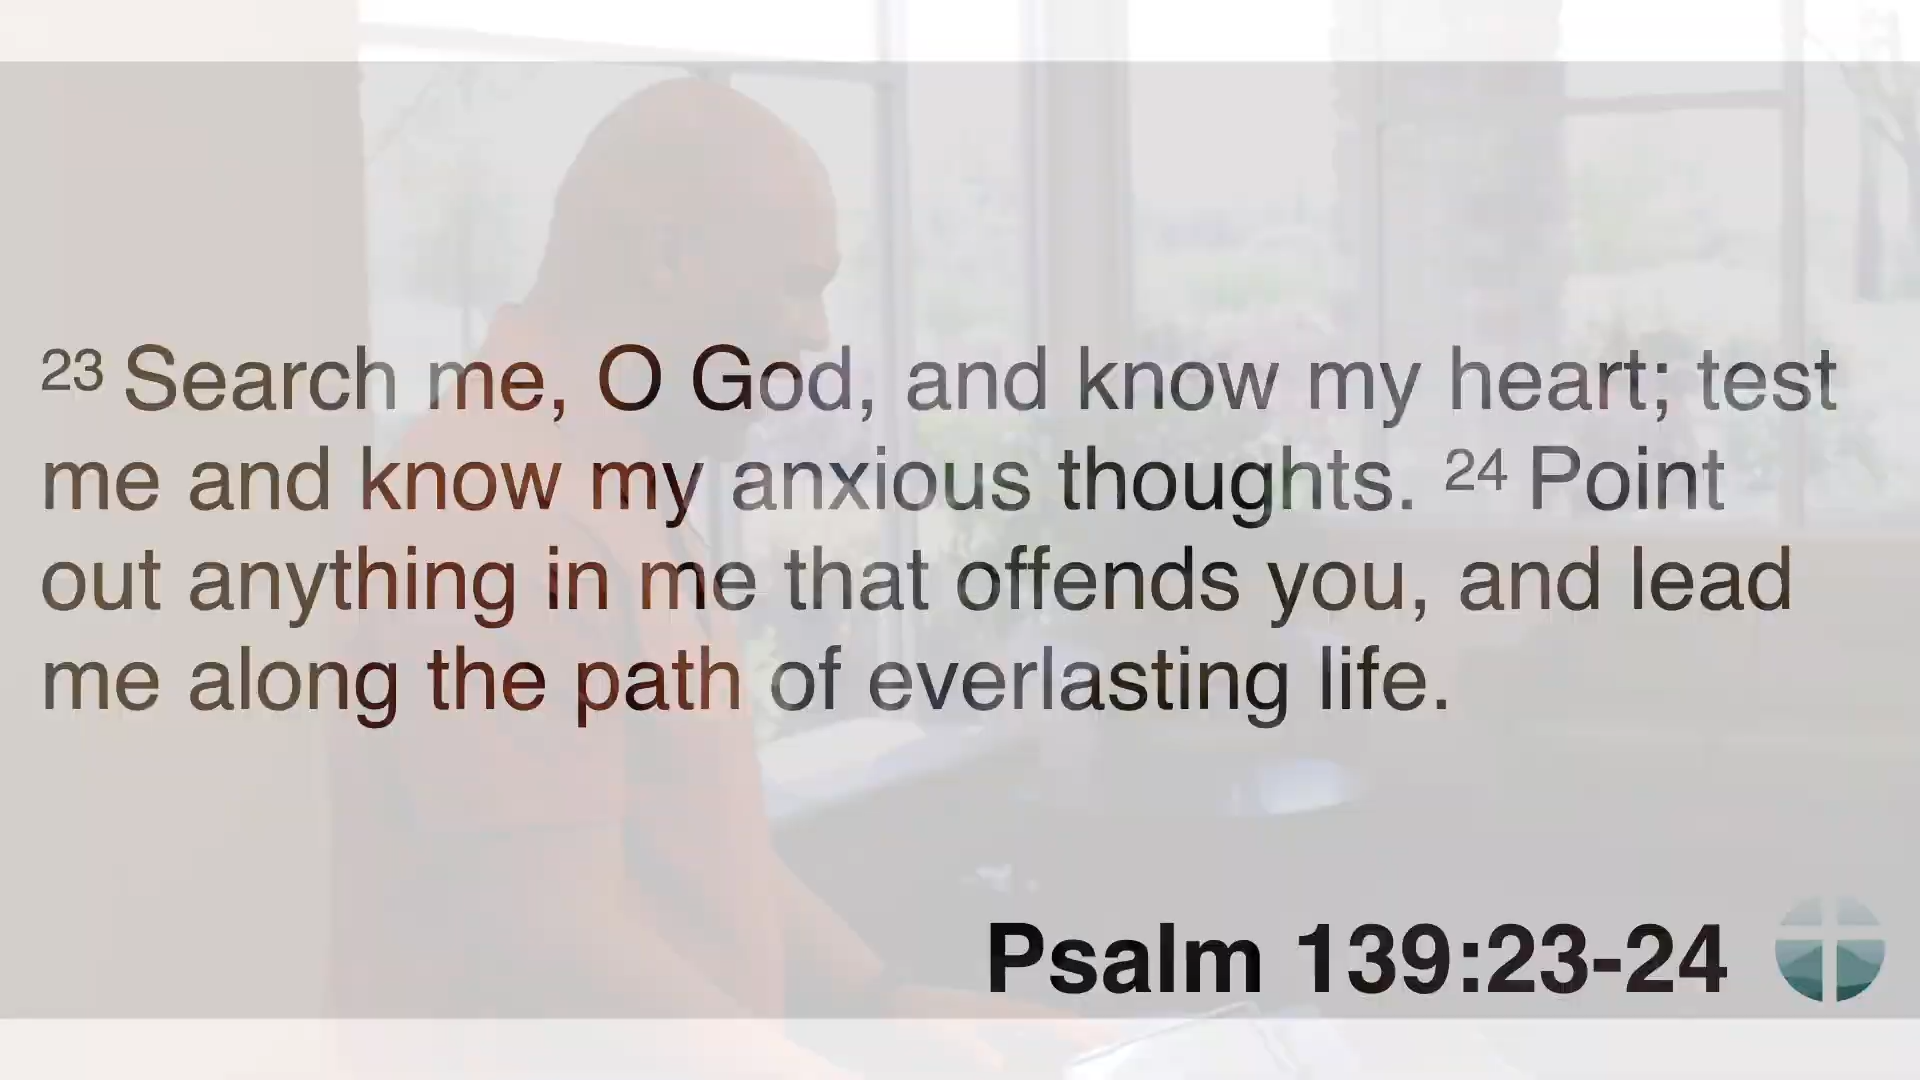 23 Search me, O God, and know my heart; test
me and know my anxious thoughts. 24 Point
out anything in me that offends you, and lead
me along the path of everlasting life.
Psalm 139:23-24